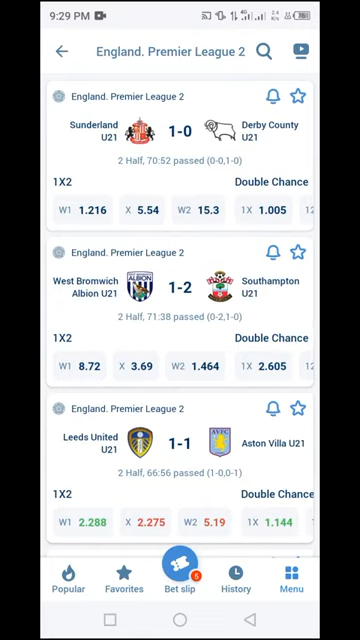 9:29 PM
England. Premier League 2
England. Premier League 2
Sunderland U21
1-0
Derby County U21
2 Half, 70:52 passed (0-0,1-0)
1X2
Double Chance
W1 1.216
X 5.54
W2 15.3
1X 1.005
12
England. Premier League 2
West Bromwich Albion U21
ALBION
1-2
Southampton U21
2 Half, 71:38 passed (0-2,1-0)
1X2
Double Chance
W1 8.72
X 3.69
W2 1.464
1X 2.605
12
England. Premier League 2
Leeds United U21
1-1
AVFC
Aston Villa U21
2 Half, 66:56 passed (1-0,0-1)
1X2
Double Chance
W1 2.288
X 2.275
W2 5.19
1X 1.144
Popular
Favorites
Bet slip
History
Menu